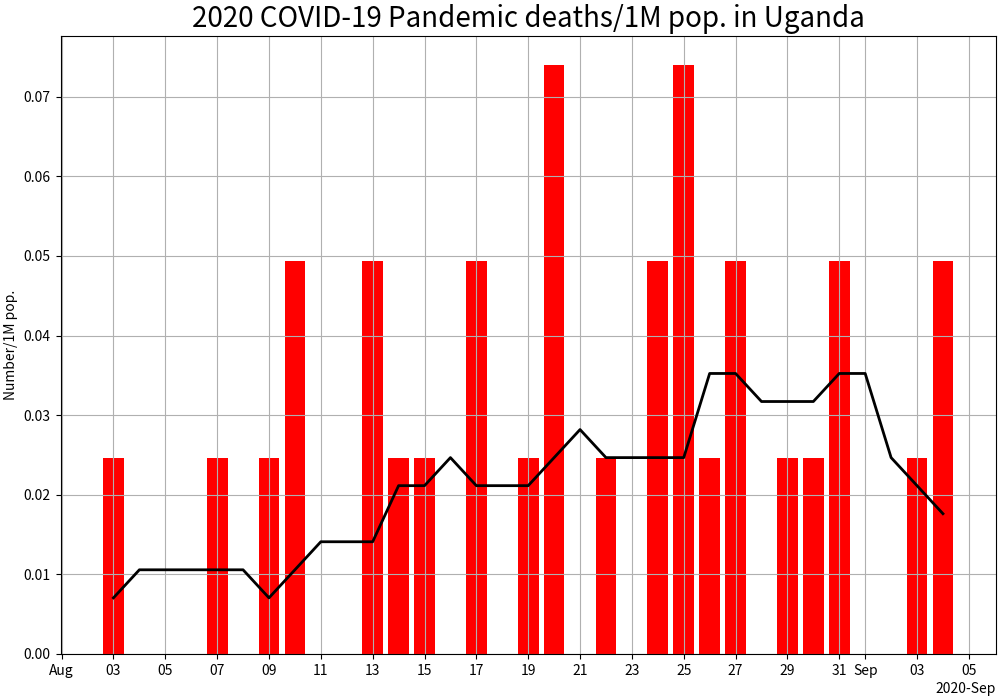 2020 COVID-19 Pandemic deaths/1M pop. in Uganda
Number/1M pop.
0.07
0.06
0.05
0.04
0.03
0.02
0.01
0.00
Aug 03 05 07 09 11 13 15 17 19 21 23 25 27 29 31 Sep 03 05
2020-Sep